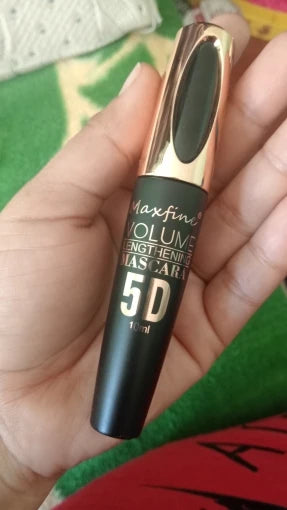 Maxfine®
VOLUME
LENGTHENING
MASCARA
5D
10ml